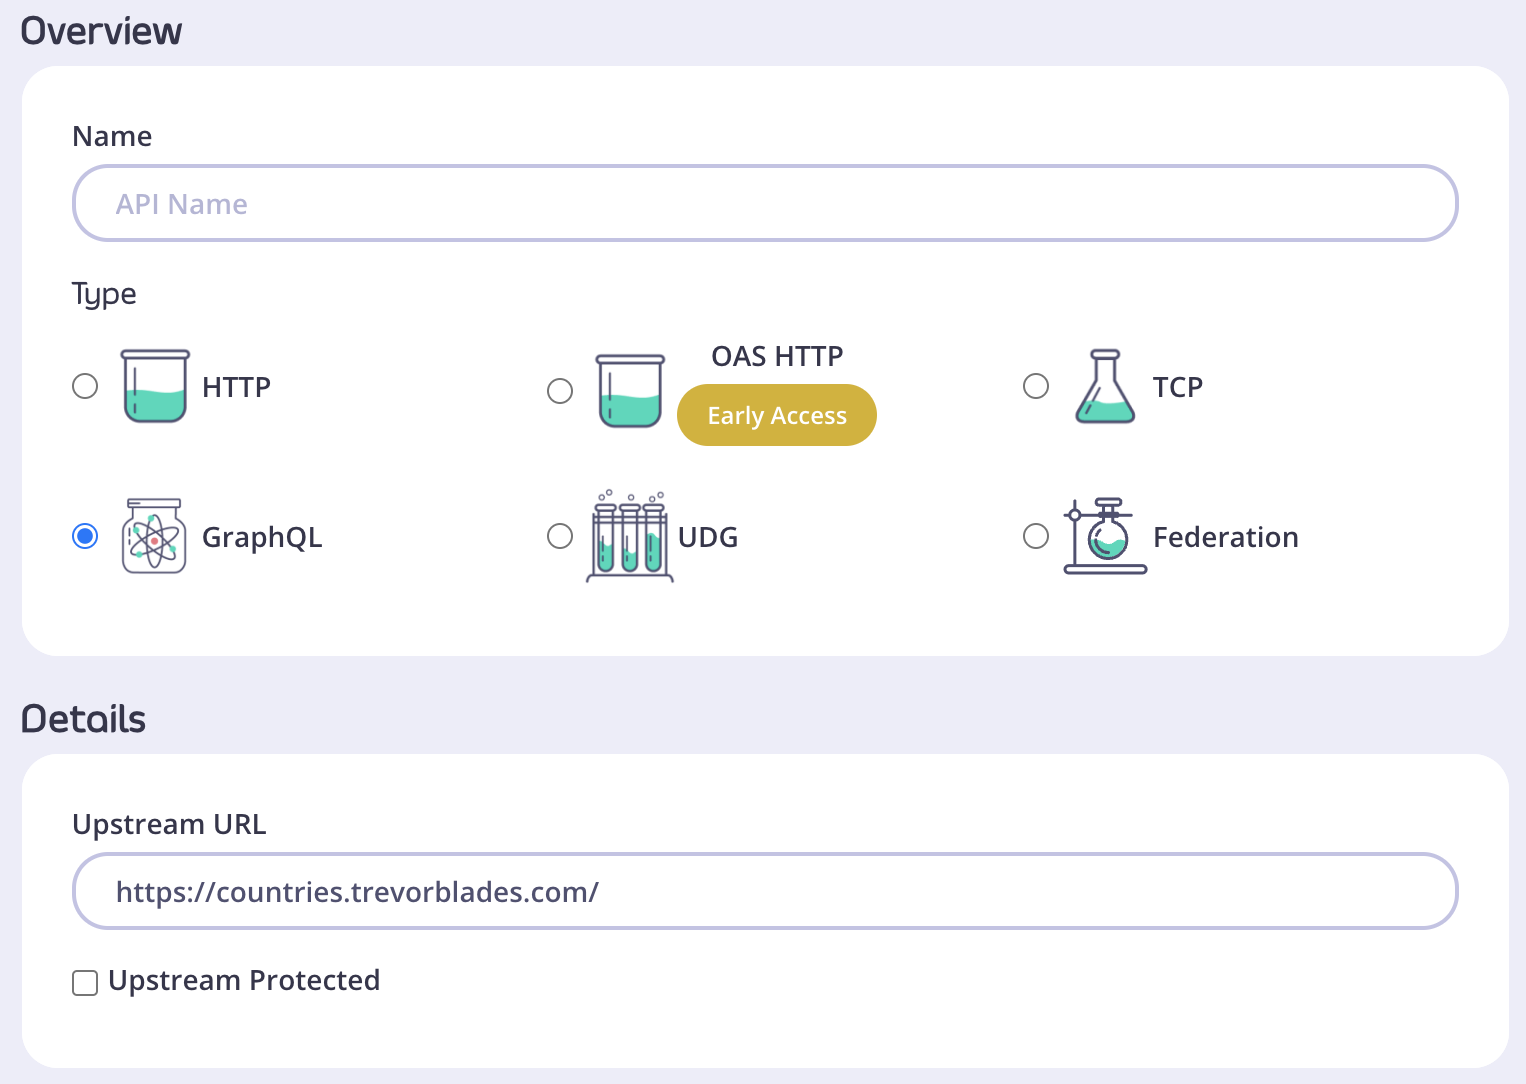 Overview
Name
API Name
Type
HTTP
OAS HTTP
Early Access
TCP
GraphQL
UDG
Federation
Details
Upstream URL
https://countries.trevorblades.com/
Upstream Protected